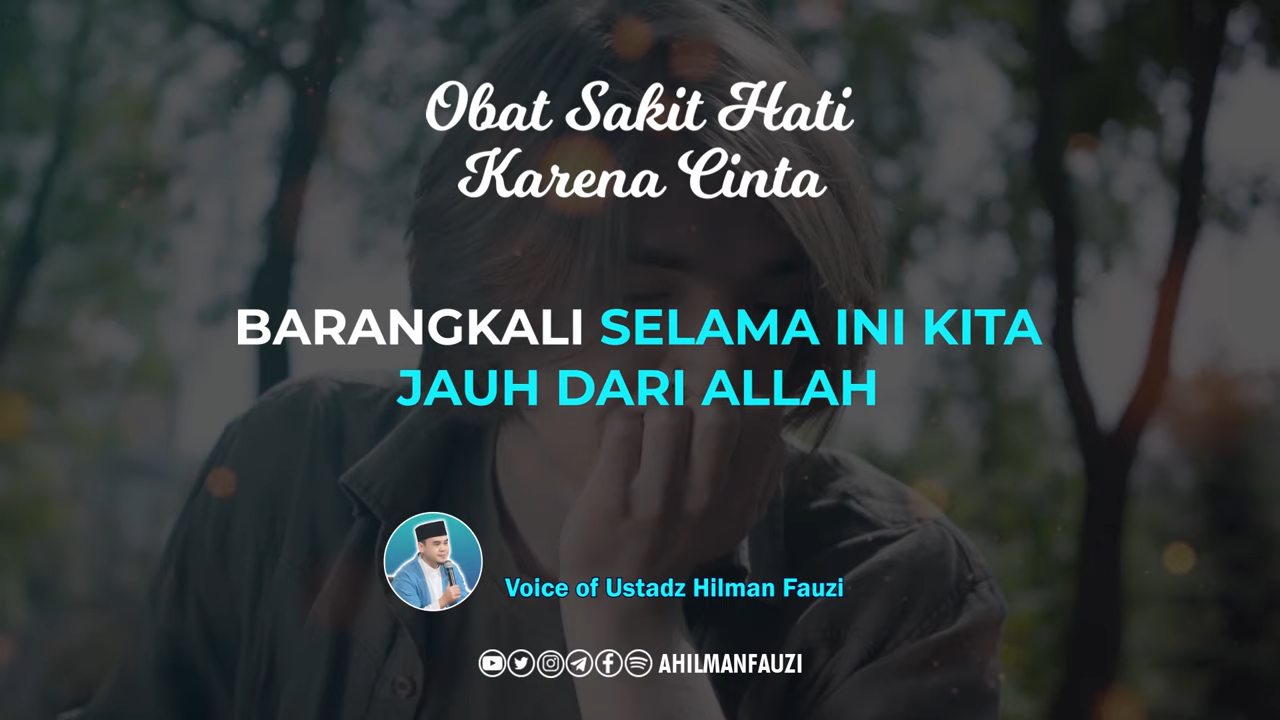 Obat Sakit Hati
Karena Cinta
BARANGKALI SELAMA INI KITA
JAUH DARI ALLAH
Voice of Ustadz Hilman Fauzi
AHILMANFAUZI